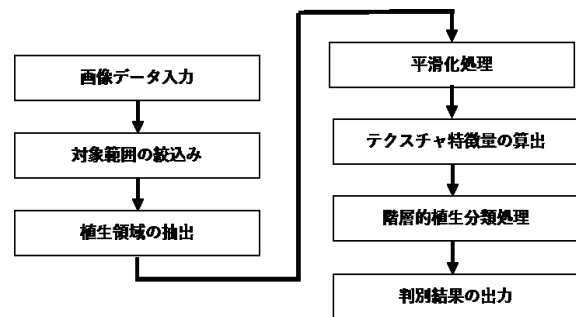 画像データ入力
対象範囲の絞込み
植生領域の抽出
平滑化処理
テクスチャ特徴量の算出
階層的植生分類処理
判別結果の出力